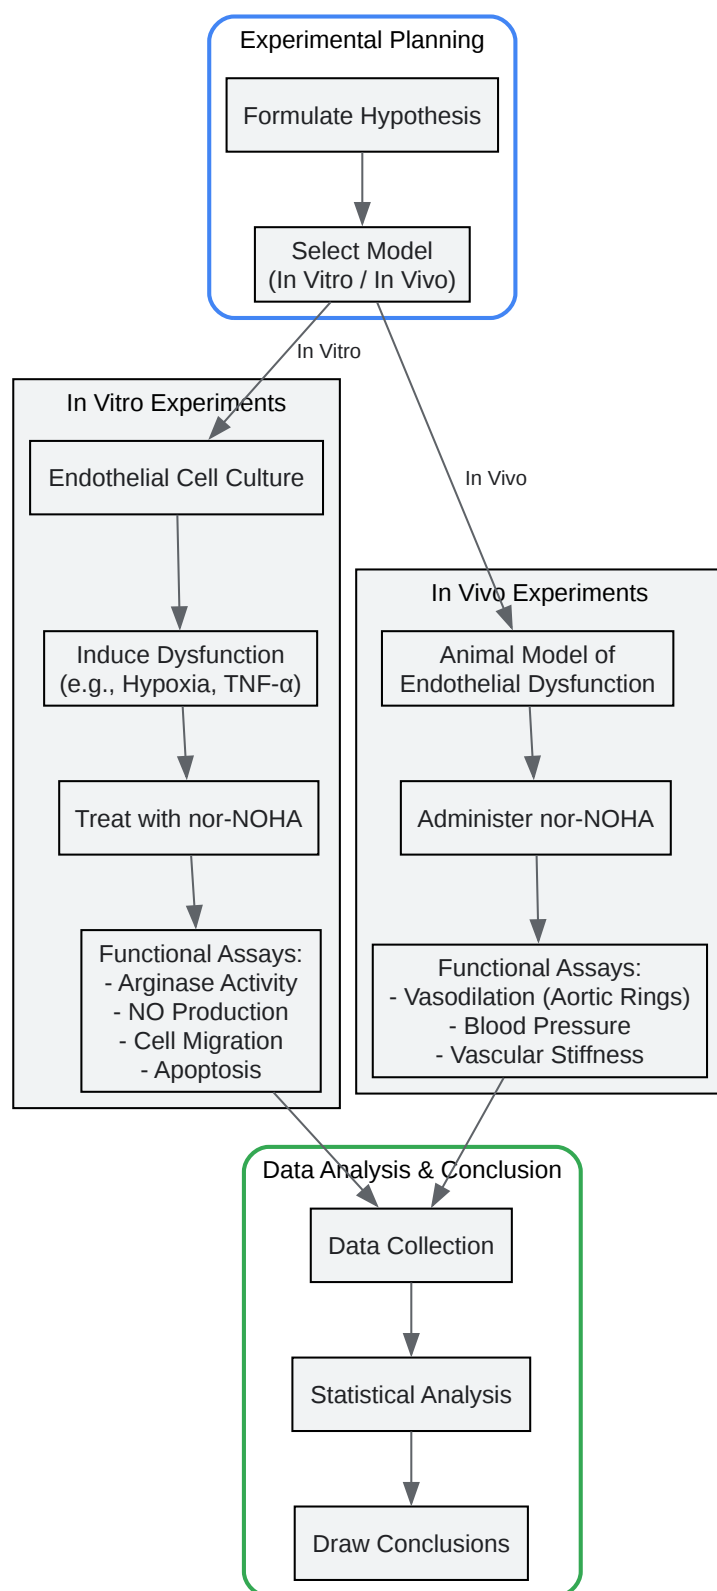 Experimental Planning
Formulate Hypothesis
Select Model
(In Vitro / In Vivo)
In Vitro
In Vivo
In Vitro Experiments
Endothelial Cell Culture
Induce Dysfunction
(e.g., Hypoxia, TNF-α)
Treat with nor-NOHA
Functional Assays:
- Arginase Activity
- NO Production
- Cell Migration
- Apoptosis
In Vivo Experiments
Animal Model of
Endothelial Dysfunction
Administer nor-NOHA
Functional Assays:
- Vasodilation (Aortic Rings)
- Blood Pressure
- Vascular Stiffness
Data Analysis & Conclusion
Data Collection
Statistical Analysis
Draw Conclusions